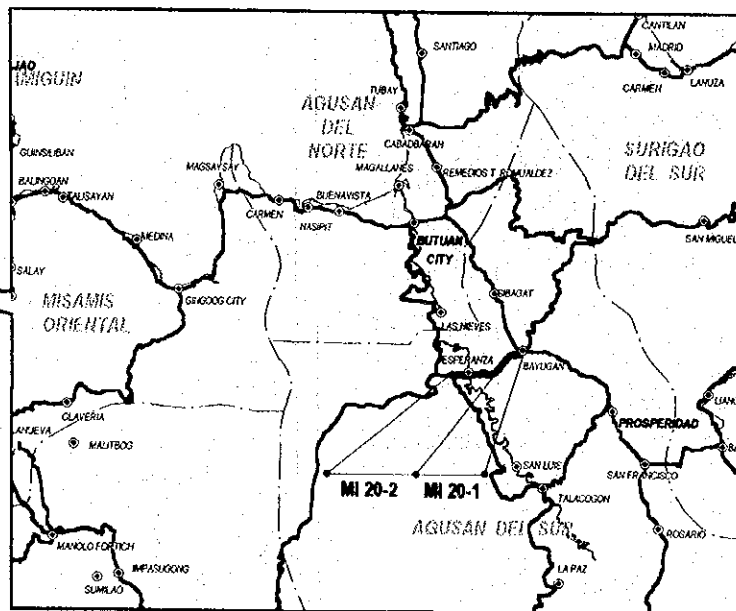 CANTILAN
SANTIAGO
MADRID
CARMEN
LANUZA
TUBAY
AGUSAN
DEL
NORTE
CABADBARAN
REMEDIOS T. ROMUALDEZ
MAGALLANES
SURIGAO
DEL SUR
GUINSILIBAN
BALINGOAN
TALISAYAN
MAGSAYSAY
CARMEN
BUENAVISTA
NASIPIT
MEDINA
BUTUAN
CITY
SAN MIGUEL
SALAY
GINGOOG CITY
MISAMIS
ORIENTAL
SIBAGAT
LAS NIEVES
ESPERANZA
BAYUGAN
CLAVERIA
MALITBOG
PROSPERIDAD
MI 20-2
MI 20-1
SAN LUIS
SAN FRANCISCO
TALACOGON
AGUSAN DEL SUR
ROSARIO
MANOLO FORTICH
IMPASUGONG
SUMILAO
LA PAZ